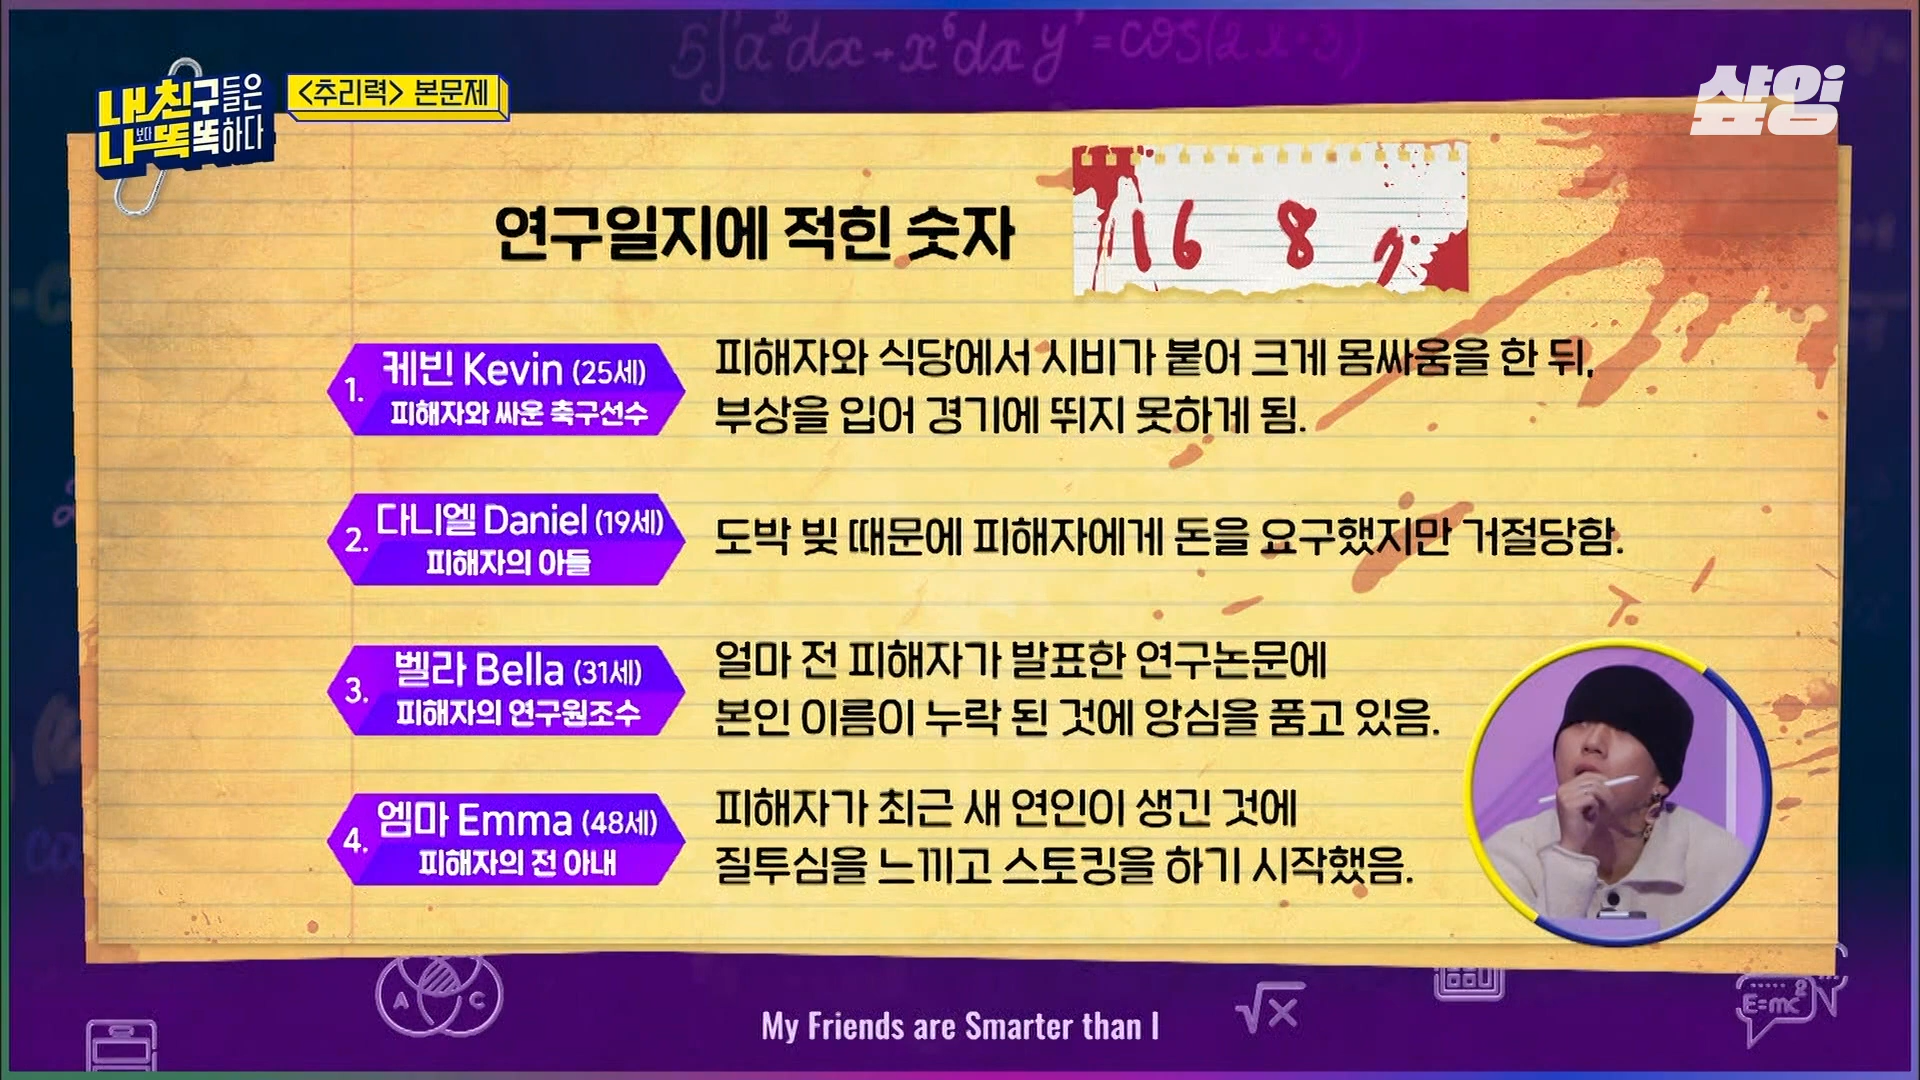 5∫a²dx+x⁶dxy'=cos(2x·3)
내 친구들은
나보다 똑똑하다
<추리력> 본문제
샾잉
연구일지에 적힌 숫자
16 8 7
1. 케빈 Kevin (25세)
피해자와 싸운 축구선수
피해자와 식당에서 시비가 붙어 크게 몸싸움을 한 뒤,
부상을 입어 경기에 뛰지 못하게 됨.
2. 다니엘 Daniel (19세)
피해자의 아들
도박 빚 때문에 피해자에게 돈을 요구했지만 거절당함.
3. 벨라 Bella (31세)
피해자의 연구원조수
얼마 전 피해자가 발표한 연구논문에
본인 이름이 누락 된 것에 앙심을 품고 있음.
4. 엠마 Emma (48세)
피해자의 전 아내
피해자가 최근 새 연인이 생긴 것에
질투심을 느끼고 스토킹을 하기 시작했음.
A C
√x
E=mc²
My Friends are Smarter than I